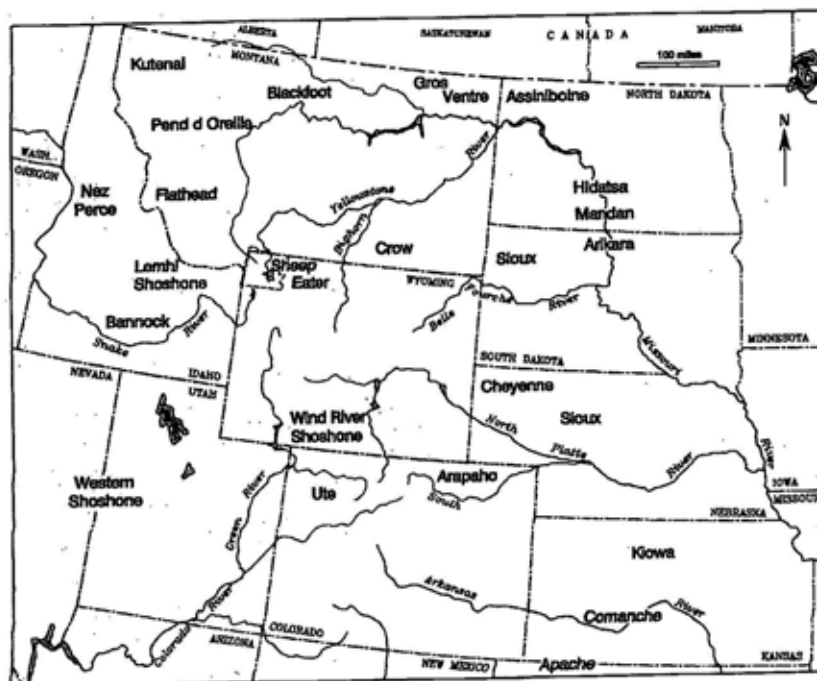 ALBERTA
SASKATCHEWAN
CANADA
MANITOBA
Kutenai
MONTANA
100 miles
Blackfoot
Gros
Ventre
Assiniboine
NORTH DAKOTA
Pend d Oreille
River
N
WASH.
OREGON
Nez
Perce
Flathead
Yellowstone
Hidatsa
Mandan
Bighorn
Crow
Sioux
Arikara
Lemhi
Shoshone
Sheep
Eater
WYOMING
Fourche
River
Belle
Bannock
River
Snake
Missouri
MINNESOTA
NEVADA
IDAHO
UTAH
SOUTH DAKOTA
Cheyenne
Sioux
Wind River
Shoshone
North
Platte
River
River
IOWA
MISSOU
Western
Shoshone
Ute
Arapaho
South
River
Green
NEBRASKA
Kiowa
Arkansas
River
Comanche
River
Colorado
COLORADO
ARIZONA
NEW MEXICO
Apache
KANSAS